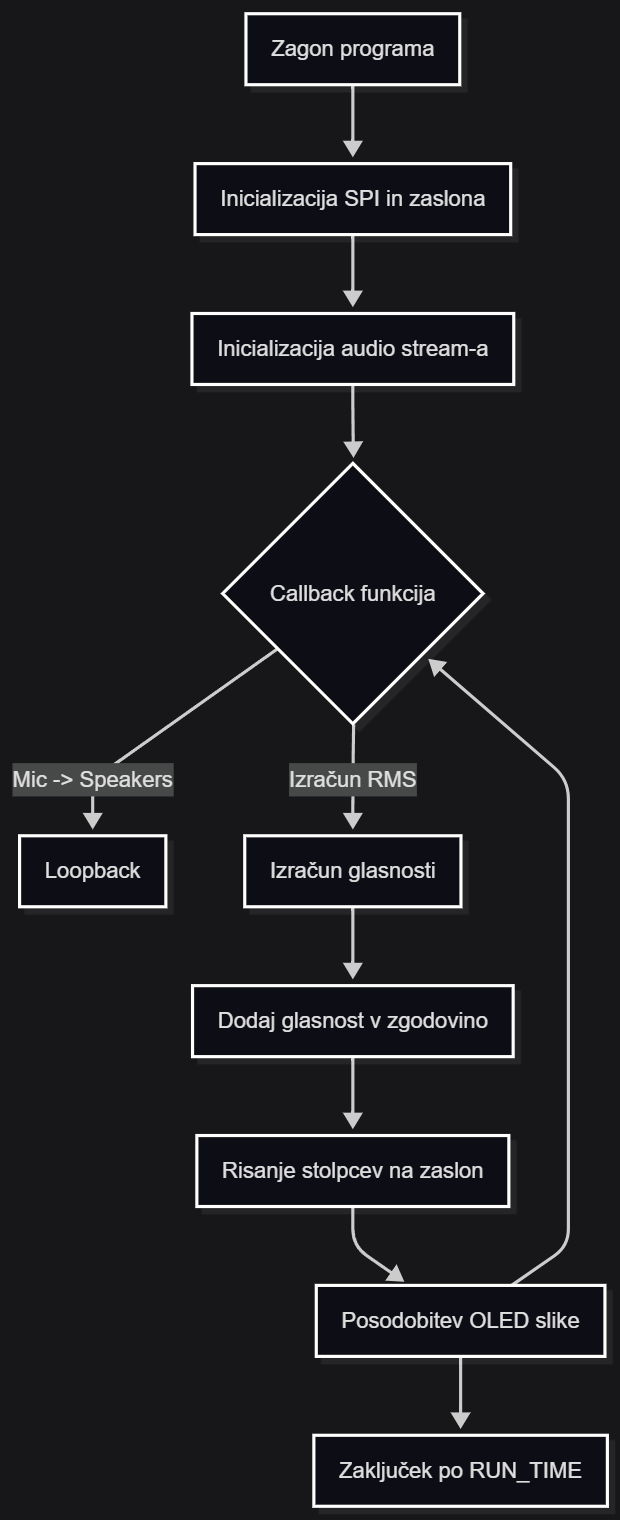 Zagon programa
Inicializacija SPI in zaslona
Inicializacija audio stream-a
Callback funkcija
Mic -> Speakers
Izračun RMS
Loopback
Izračun glasnosti
Dodaj glasnost v zgodovino
Risanje stolpcev na zaslon
Posodobitev OLED slike
Zaključek po RUN_TIME